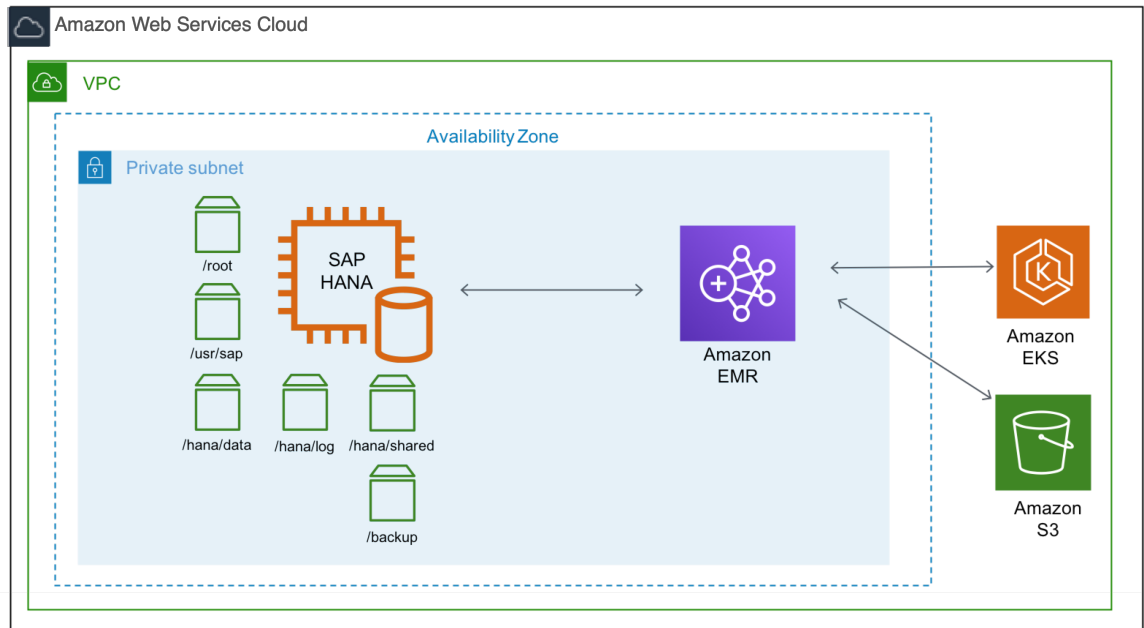 Amazon Web Services Cloud
VPC
Availability Zone
Private subnet
/root
SAP
HANA
/usr/sap
/hana/data
/hana/log
/hana/shared
/backup
Amazon
EMR
K
Amazon
EKS
Amazon
S3